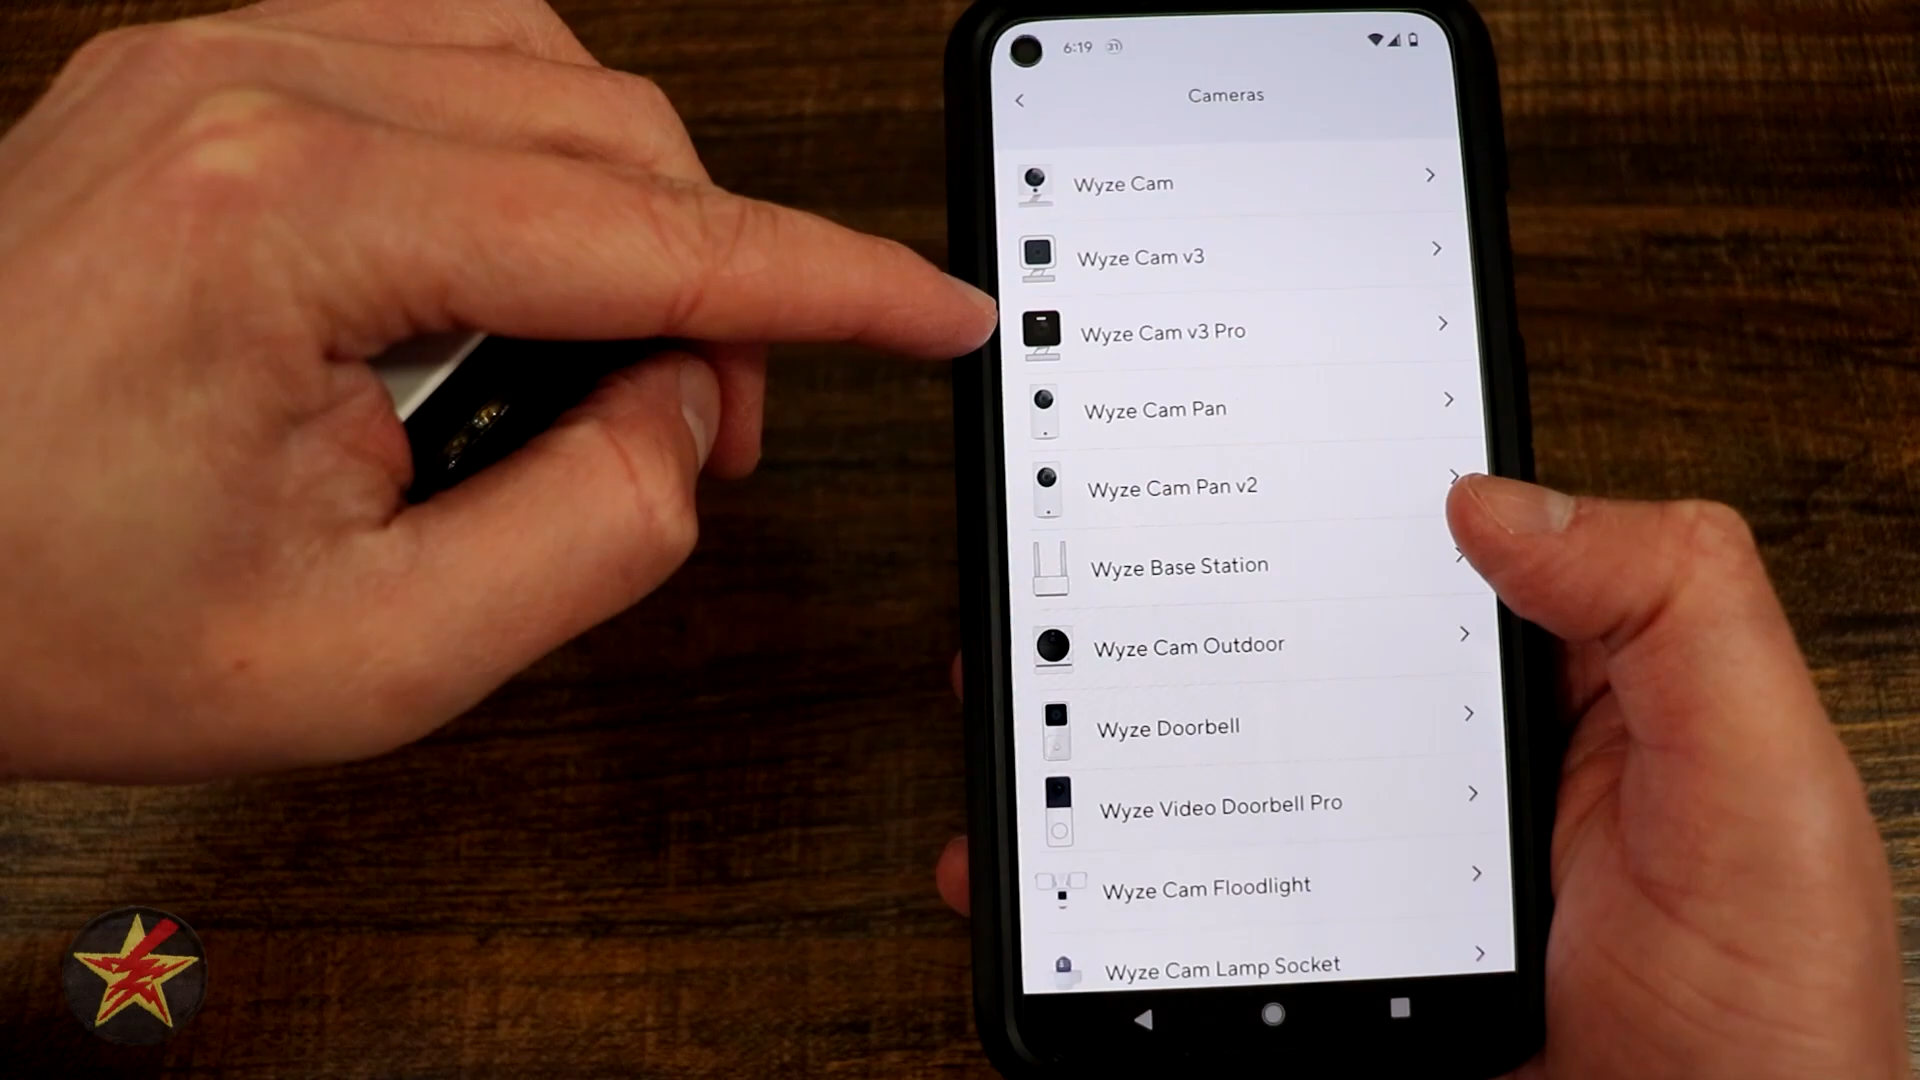 6:19 31
Cameras
Wyze Cam
Wyze Cam v3
Wyze Cam v3 Pro
Wyze Cam Pan
Wyze Cam Pan v2
Wyze Base Station
Wyze Cam Outdoor
Wyze Doorbell
Wyze Video Doorbell Pro
Wyze Cam Floodlight
Wyze Cam Lamp Socket